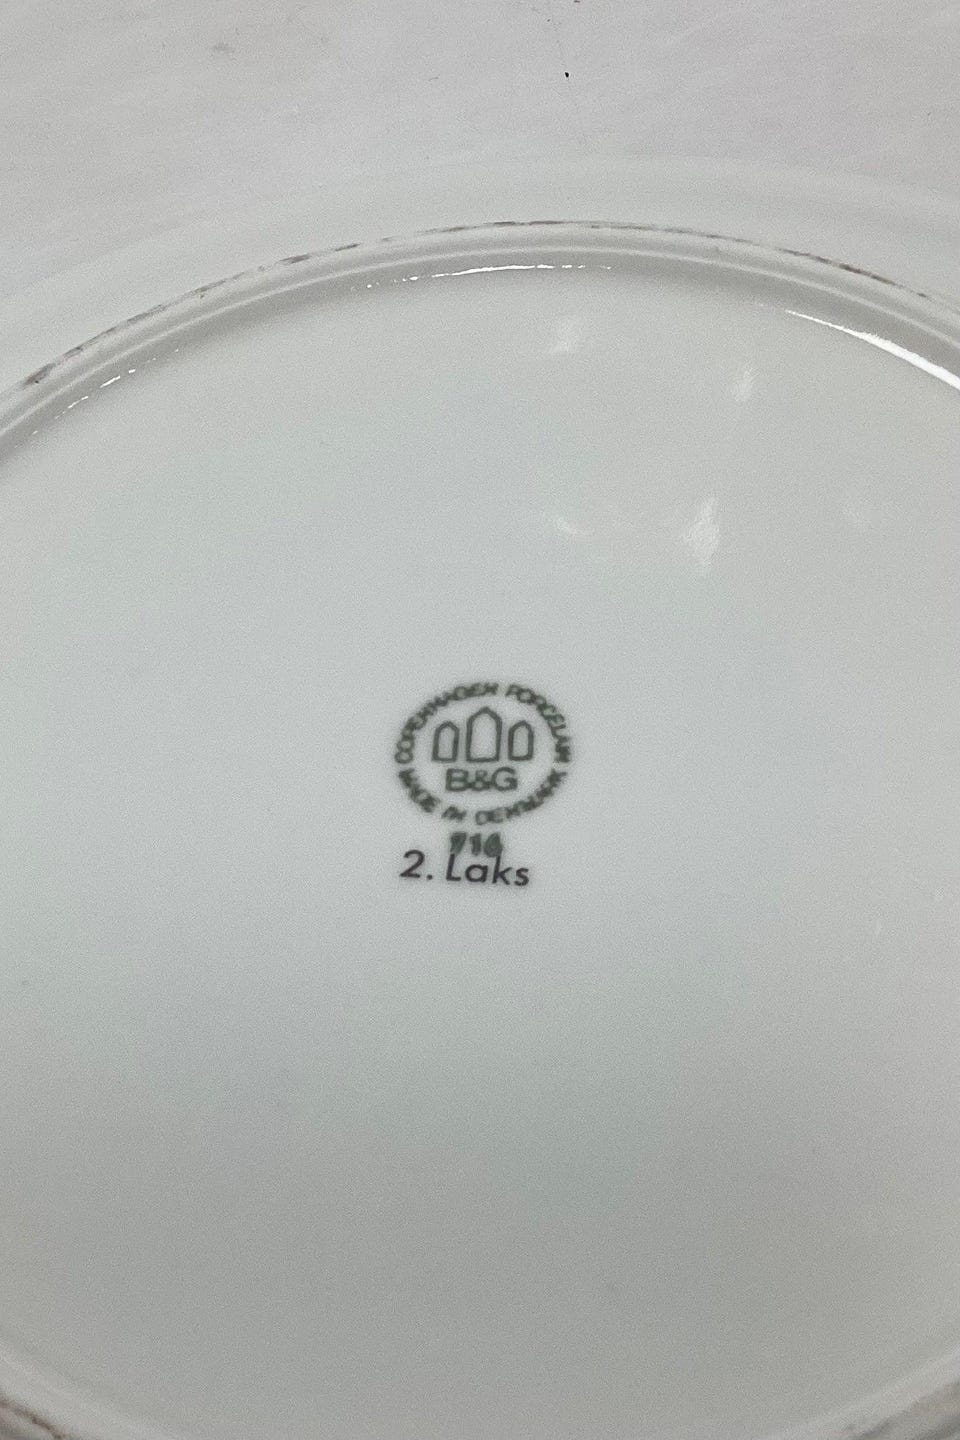 COPENHAGEN PORCELAIN
B&G
MADE IN DENMARK
716
2. Laks